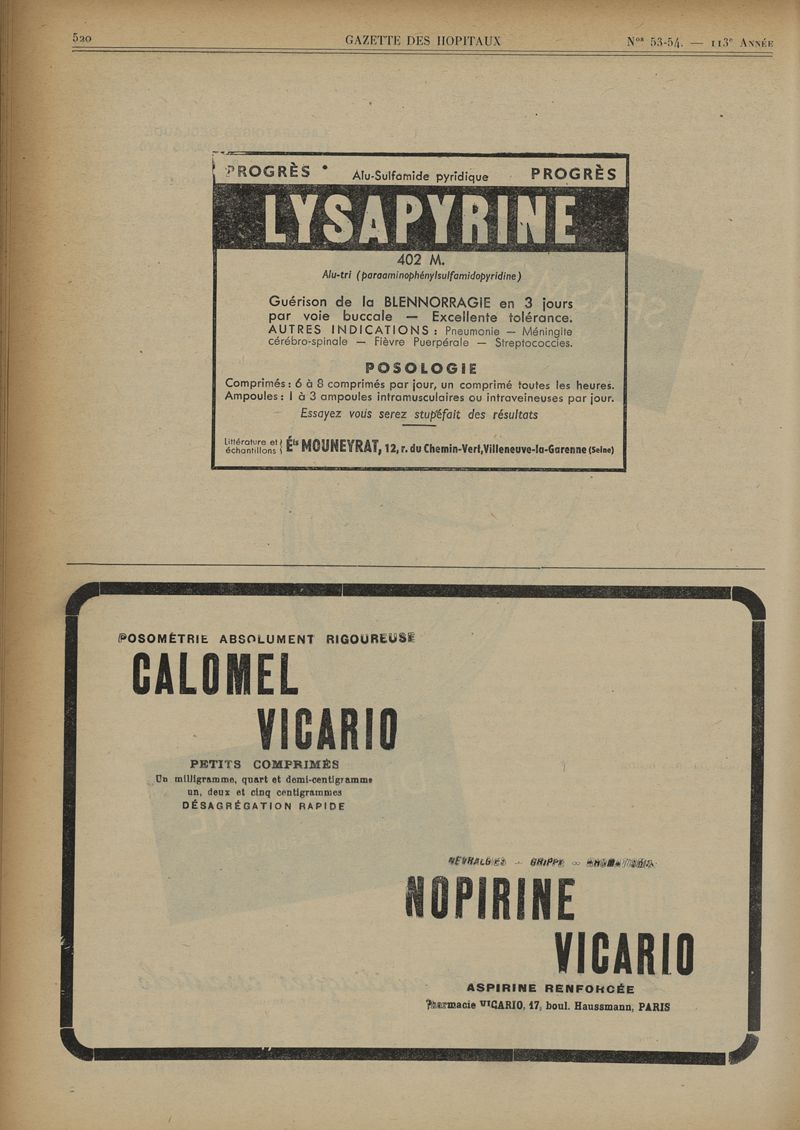 520
GAZETTE DES HOPITAUX
Nos 53-54. — 113e ANNÉE
PROGRÈS * Alu-Sulfamide pyridique PROGRÈS
LYSAPYRINE
402 M.
Alu-tri (paraaminophénylsulfamidopyridine)
Guérison de la BLENNORRAGIE en 3 jours
par voie buccale — Excellente tolérance.
AUTRES INDICATIONS : Pneumonie — Méningite
cérébro-spinale — Fièvre Puerpérale — Streptococcies.
POSOLOGIE
Comprimés : 6 à 8 comprimés par jour, un comprimé toutes les heures.
Ampoules : 1 à 3 ampoules intramusculaires ou intraveineuses par jour.
Essayez vous serez stupéfait des résultats
Littérature et
échantillons
Éts MOUNEYRAT, 12, r. du Chemin-Vert, Villeneuve-la-Garenne (Seine)
POSOMÉTRIE ABSOLUMENT RIGOUREUSE
CALOMEL
VICARIO
PETITS COMPRIMÉS
Un milligramme, quart et demi-centigramme
un, deux et cinq centigrammes
DÉSAGRÉGATION RAPIDE
NÉVRALGIES — GRIPPE —
NOPIRINE
VICARIO
ASPIRINE RENFORCÉE
Pharmacie VICARIO, 17, boul. Haussmann, PARIS